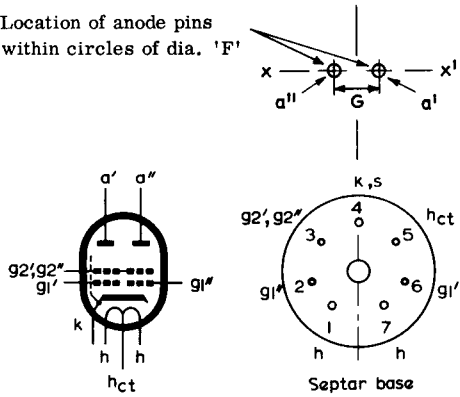 Location of anode pins
within circles of dia. 'F'
x x'
a" G a'
k,s
4
g2',g2" hct
3 5
g1" 2 6 g1'
1 7
h h
Septar base
a' a"
g2',g2"
g1' g1"
k
h h
hct